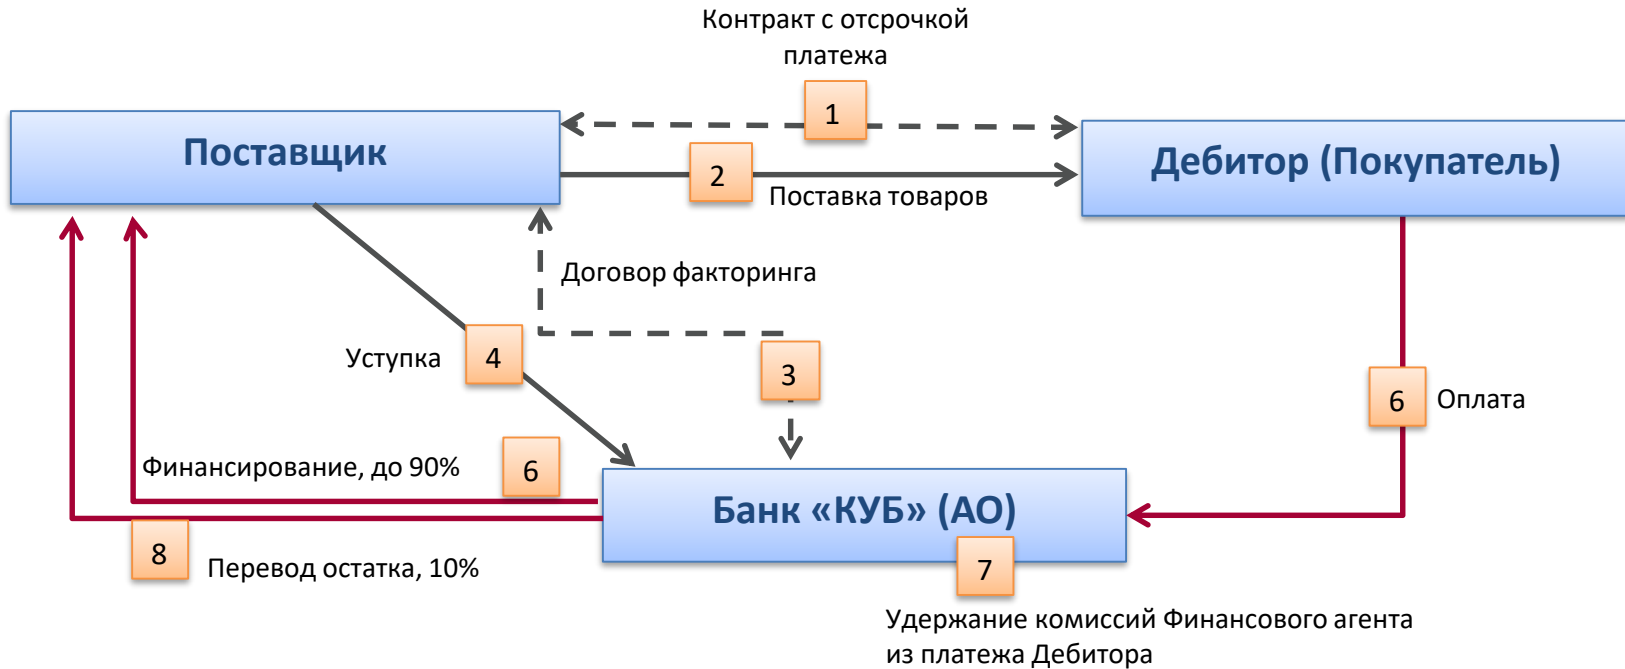 Контракт с отсрочкой
платежа
1
Поставщик
Дебитор (Покупатель)
2
Поставка товаров
Договор факторинга
Уступка
4
3
6
Оплата
Финансирование, до 90%
6
Банк «КУБ» (АО)
8
Перевод остатка, 10%
7
Удержание комиссий Финансового агента
из платежа Дебитора